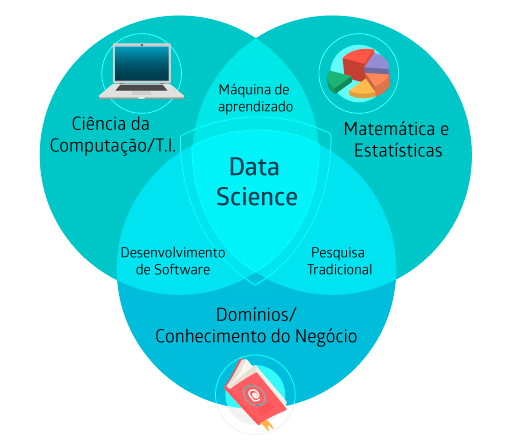 Máquina de
aprendizado
Ciência da
Computação/T.I.
Matemática e
Estatísticas
Data
Science
Desenvolvimento
de Software
Pesquisa
Tradicional
Domínios/
Conhecimento do Negócio